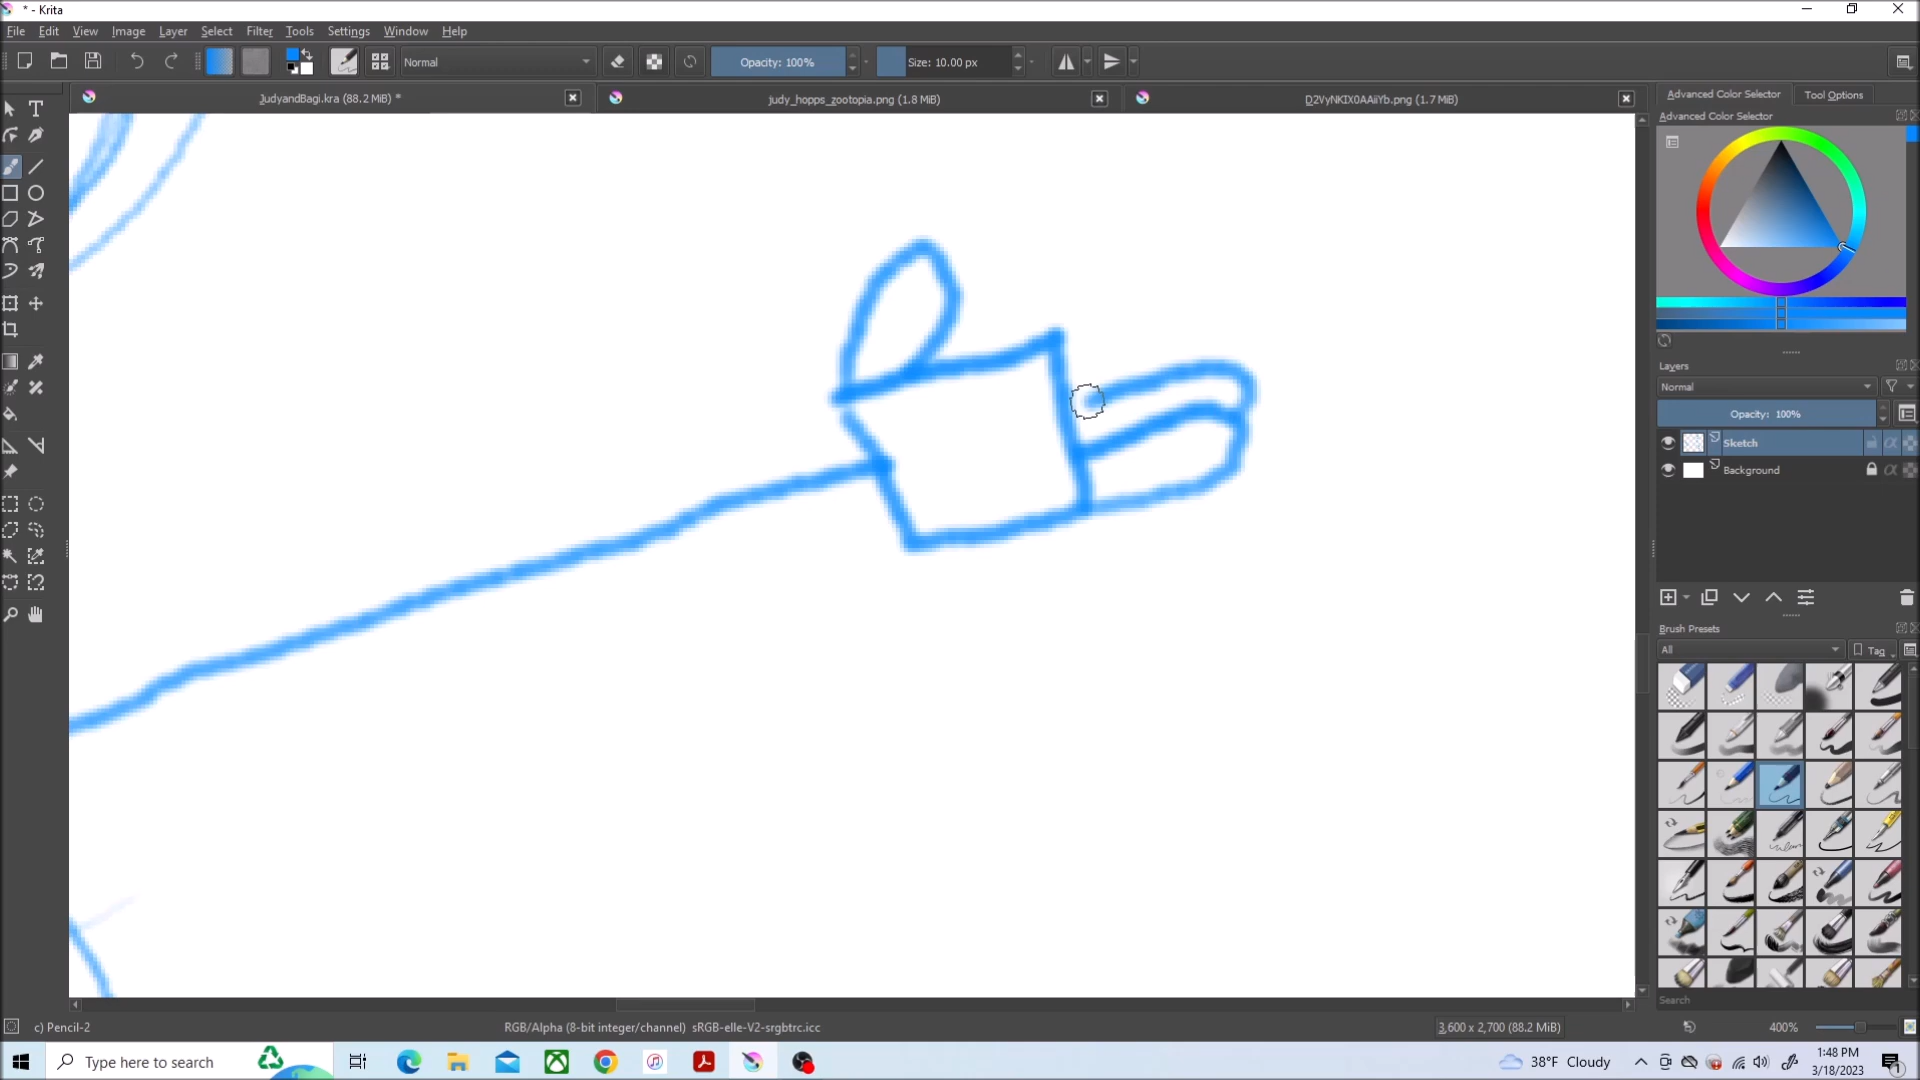 * - Krita
File Edit View Image Layer Select Filter Tools Settings Window Help
Normal Opacity: 100% Size: 10.00 px
JudyandBagi.kra (88.2 MiB) * judy_hopps_zootopia.png (1.8 MiB) (1.7 MiB)
Advanced Color Selector Tool Options
Advanced Color Selector
Layers
Normal
Opacity: 100%
Sketch
Background
Brush Presets
All Tag
Search
c) Pencil-2 RGB/Alpha (8-bit integer/channel) sRGB-elle-V2-srgbtrc.icc 3,600 x 2,700 (88.2 MiB) 400%
Type here to search 38°F Cloudy 1:48 PM
3/18/2023 1